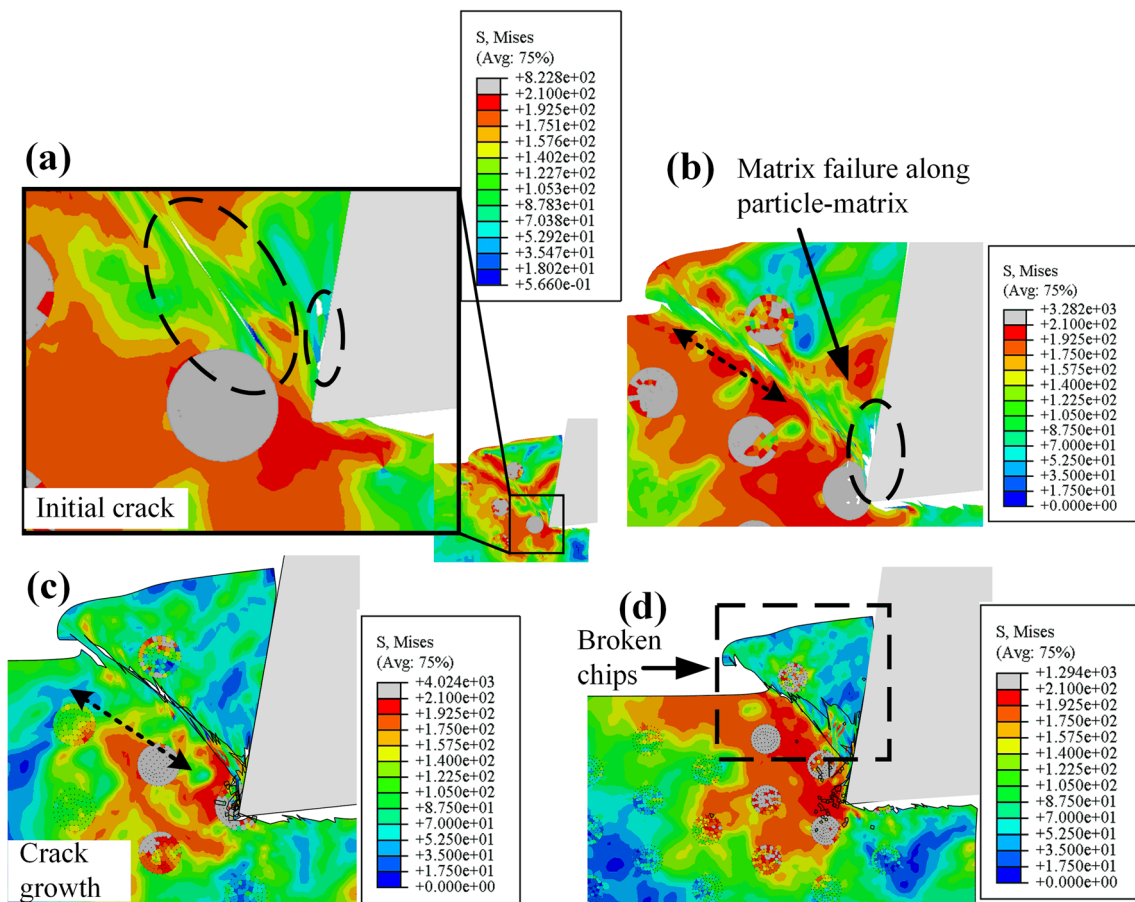 (a)
S, Mises
(Avg: 75%)
+8.228e+02
+2.100e+02
+1.925e+02
+1.751e+02
+1.576e+02
+1.402e+02
+1.227e+02
+1.053e+02
+8.783e+01
+7.038e+01
+5.292e+01
+3.547e+01
+1.802e+01
+5.660e-01
Initial crack
(b)
Matrix failure along
particle-matrix
S, Mises
(Avg: 75%)
+3.282e+03
+2.100e+02
+1.925e+02
+1.750e+02
+1.575e+02
+1.400e+02
+1.225e+02
+1.050e+02
+8.750e+01
+7.000e+01
+5.250e+01
+3.500e+01
+1.750e+01
+0.000e+00
(c)
S, Mises
(Avg: 75%)
+4.024e+03
+2.100e+02
+1.925e+02
+1.750e+02
+1.575e+02
+1.400e+02
+1.225e+02
+1.050e+02
+8.750e+01
+7.000e+01
+5.250e+01
+3.500e+01
+1.750e+01
+0.000e+00
Crack
growth
(d)
Broken
chips
S, Mises
(Avg: 75%)
+1.294e+03
+2.100e+02
+1.925e+02
+1.750e+02
+1.575e+02
+1.400e+02
+1.225e+02
+1.050e+02
+8.750e+01
+7.000e+01
+5.250e+01
+3.500e+01
+1.750e+01
+0.000e+00